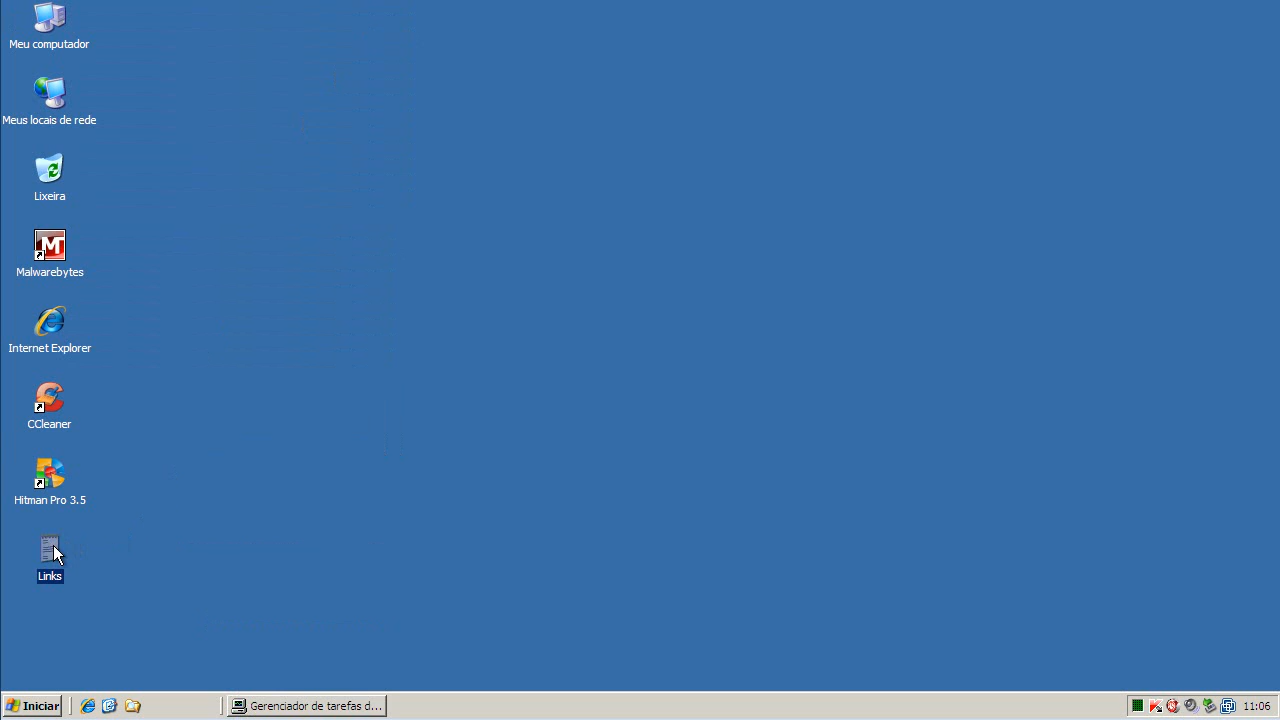 Meu computador
Meus locais de rede
Lixeira
Malwarebytes
Internet Explorer
CCleaner
Hitman Pro 3.5
Links
Iniciar
Gerenciador de tarefas d...
11:06